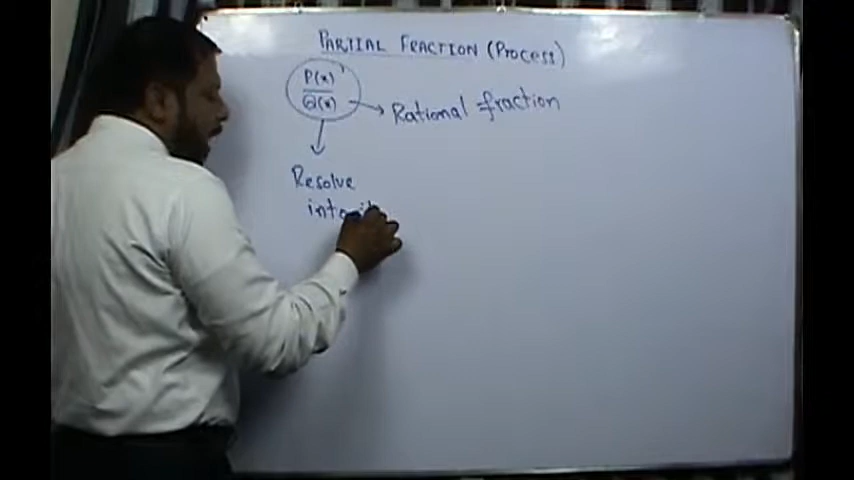 PARTIAL FRACTION (Process)
P(x)
Q(x)
Rational fraction
Resolve
into